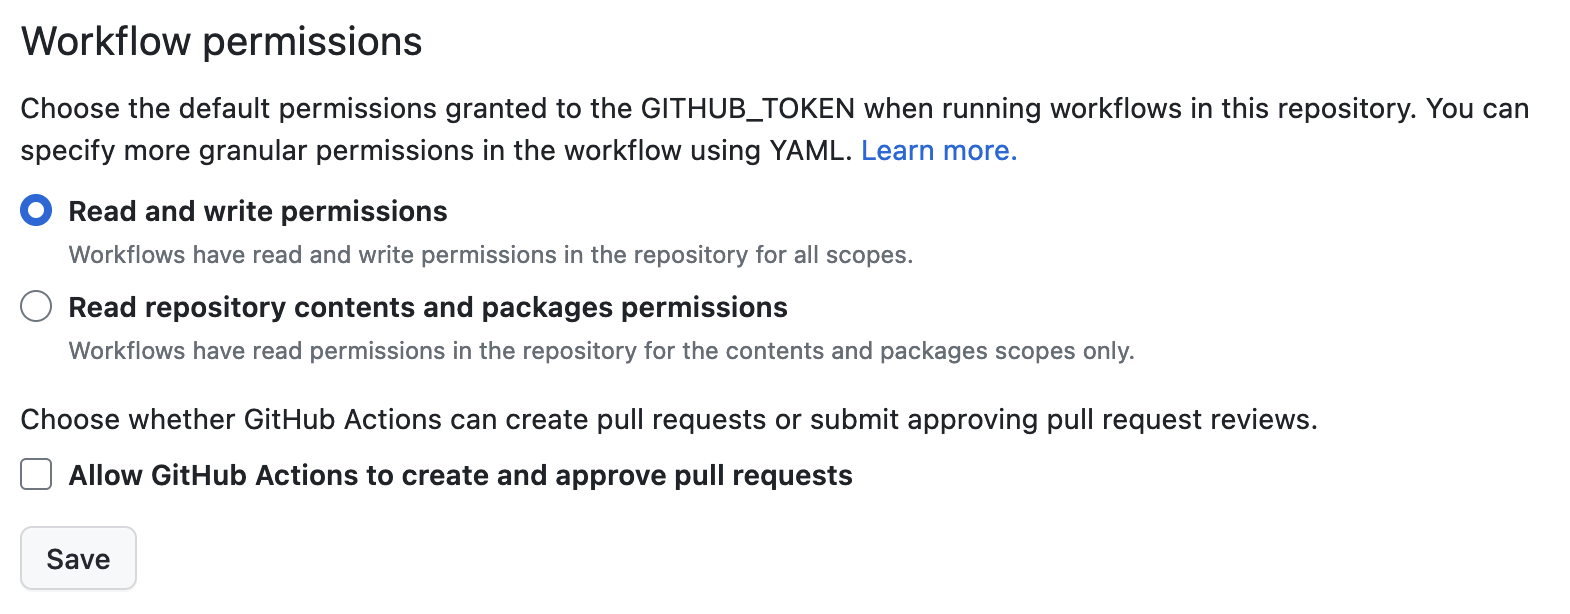 Workflow permissions
Choose the default permissions granted to the GITHUB_TOKEN when running workflows in this repository. You can
specify more granular permissions in the workflow using YAML. Learn more.
Read and write permissions
Workflows have read and write permissions in the repository for all scopes.
Read repository contents and packages permissions
Workflows have read permissions in the repository for the contents and packages scopes only.
Choose whether GitHub Actions can create pull requests or submit approving pull request reviews.
Allow GitHub Actions to create and approve pull requests
Save